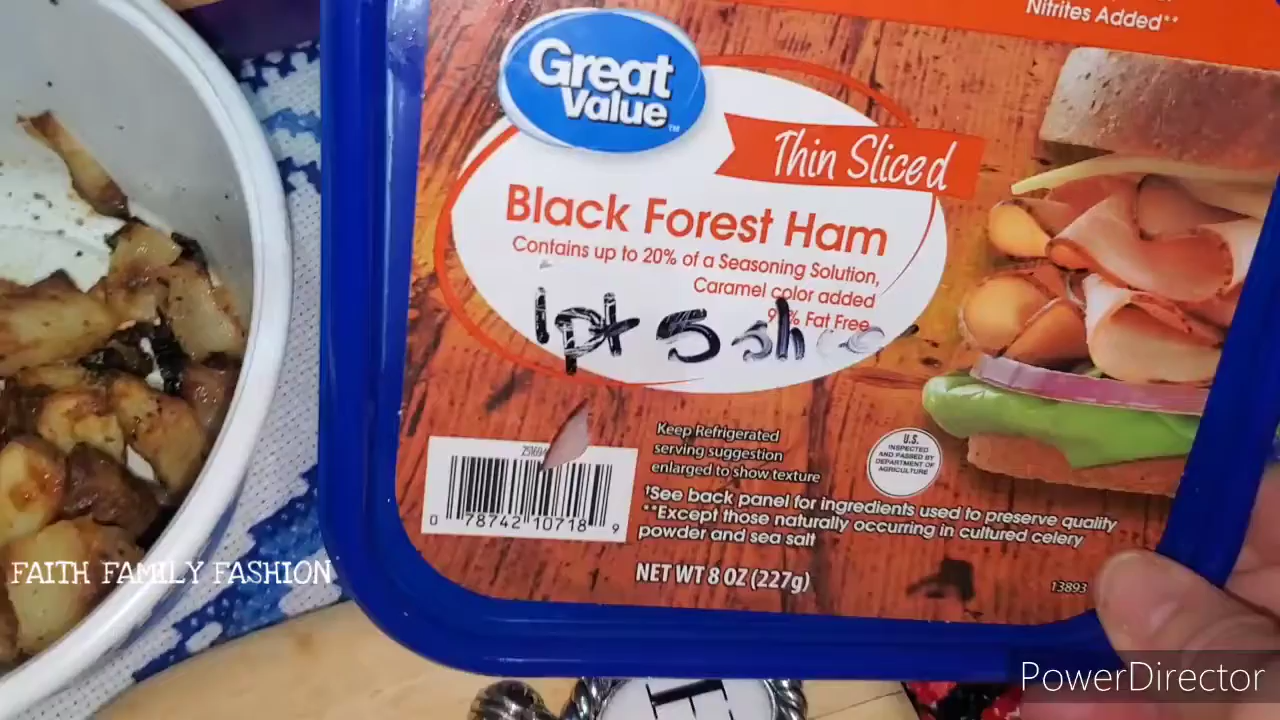 Nitrites Added**
Great
Value™
Thin Sliced
Black Forest Ham
Contains up to 20% of a Seasoning Solution,
Caramel color added
% Fat Free
1pt 5
Keep Refrigerated
serving suggestion
enlarged to show texture
U.S.
INSPECTED
AND PASSED BY
DEPARTMENT OF
AGRICULTURE
0 78742 10718 9
†See back panel for ingredients used to preserve quality
**Except those naturally occurring in cultured celery
powder and sea salt
NET WT 8 OZ (227g)
13893
FAITH FAMILY FASHION
PowerDirector